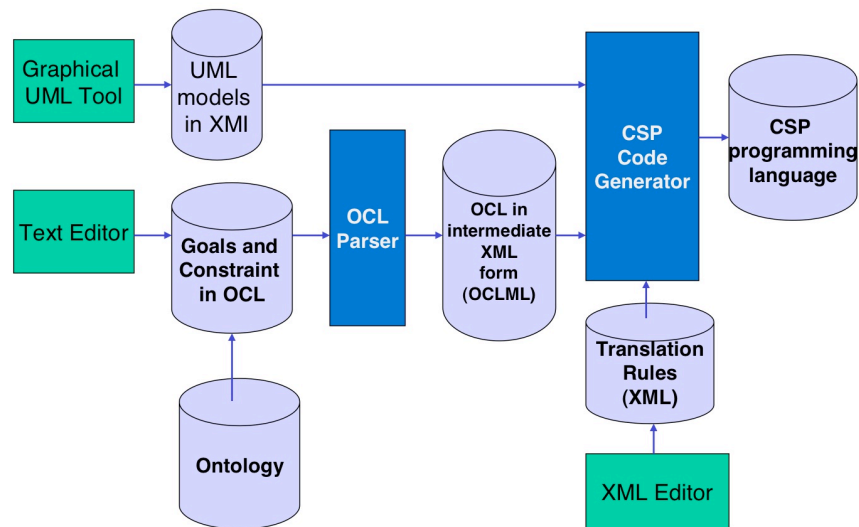 Graphical
UML Tool
UML
models
in XMI
CSP
Code
Generator
CSP
programming
language
Text Editor
Goals and
Constraint
in OCL
OCL
Parser
OCL in
intermediate
XML
form
(OCLML)
Translation
Rules
(XML)
Ontology
XML Editor